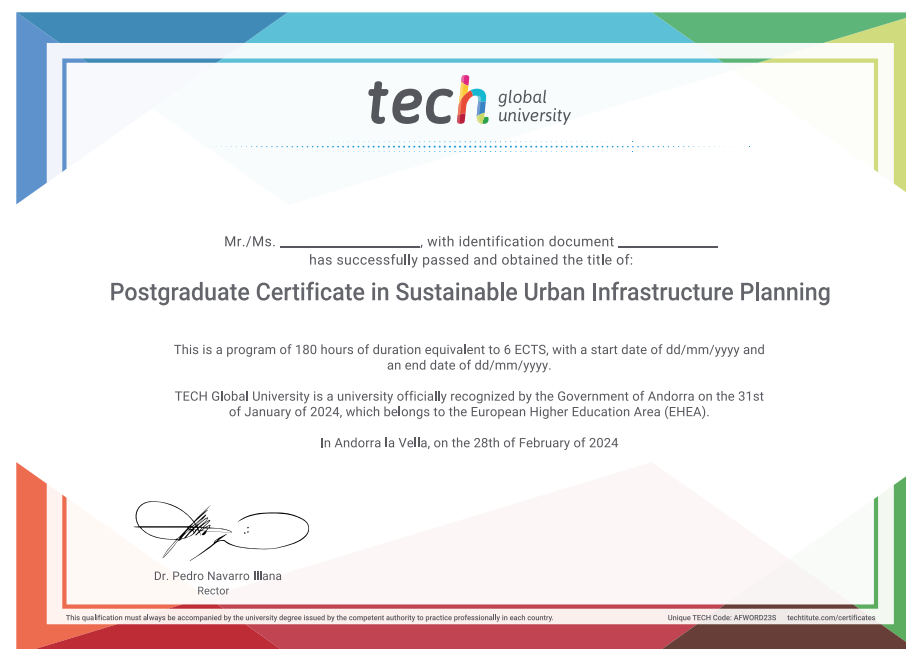 tech global university
Mr./Ms. ____________, with identification document ____________
has successfully passed and obtained the title of:
Postgraduate Certificate in Sustainable Urban Infrastructure Planning
This is a program of 180 hours of duration equivalent to 6 ECTS, with a start date of dd/mm/yyyy and
an end date of dd/mm/yyyy.
TECH Global University is a university officially recognized by the Government of Andorra on the 31st
of January of 2024, which belongs to the European Higher Education Area (EHEA).
In Andorra la Vella, on the 28th of February of 2024
Dr. Pedro Navarro Illana
Rector
This qualification must always be accompanied by the university degree issued by the competent authority to practice professionally in each country.
Unique TECH Code: AFWORD23S techtitute.com/certificates